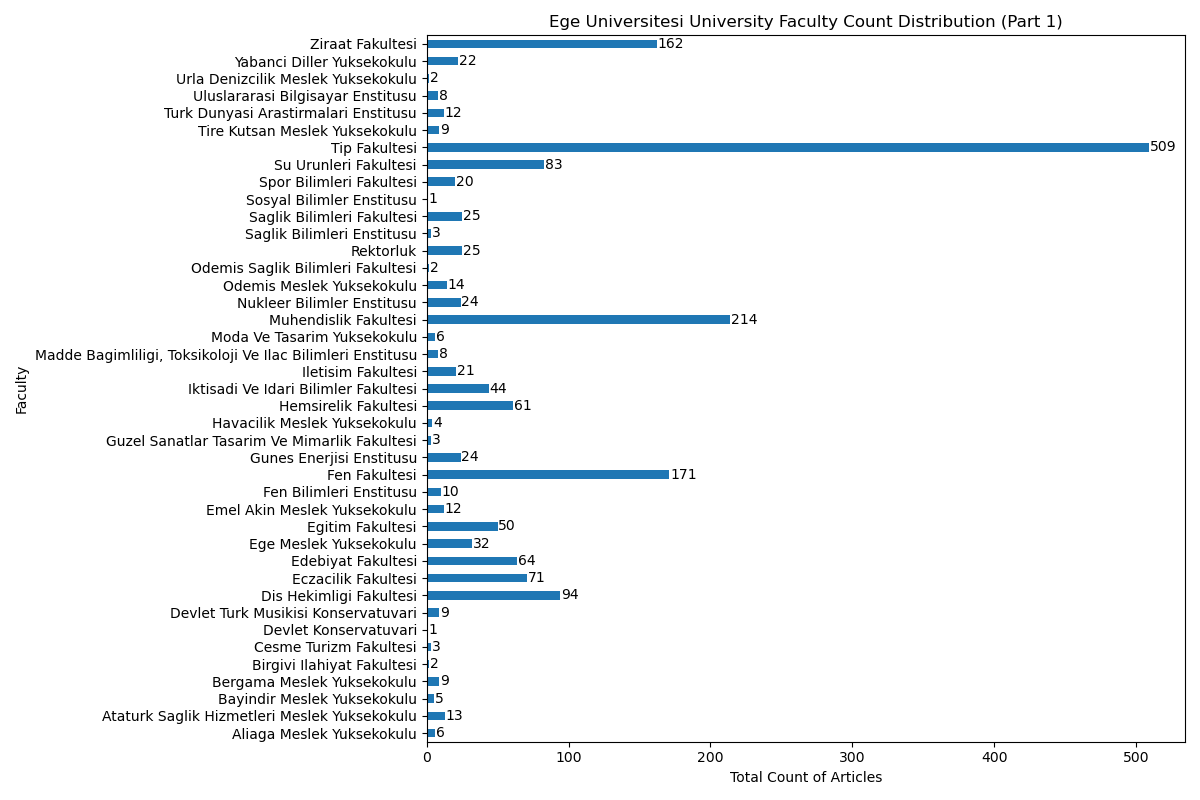 Ege Universitesi University Faculty Count Distribution (Part 1)
Ziraat Fakultesi 162
Yabanci Diller Yuksekokulu 22
Urla Denizcilik Meslek Yuksekokulu 2
Uluslararasi Bilgisayar Enstitusu 8
Turk Dunyasi Arastirmalari Enstitusu 12
Tire Kutsan Meslek Yuksekokulu 9
Tip Fakultesi 509
Su Urunleri Fakultesi 83
Spor Bilimleri Fakultesi 20
Sosyal Bilimler Enstitusu 1
Saglik Bilimleri Fakultesi 25
Saglik Bilimleri Enstitusu 3
Rektorluk 25
Odemis Saglik Bilimleri Fakultesi 2
Odemis Meslek Yuksekokulu 14
Nukleer Bilimler Enstitusu 24
Muhendislik Fakultesi 214
Moda Ve Tasarim Yuksekokulu 6
Madde Bagimliligi, Toksikoloji Ve Ilac Bilimleri Enstitusu 8
Iletisim Fakultesi 21
Iktisadi Ve Idari Bilimler Fakultesi 44
Hemsirelik Fakultesi 61
Havacilik Meslek Yuksekokulu 4
Guzel Sanatlar Tasarim Ve Mimarlik Fakultesi 3
Gunes Enerjisi Enstitusu 24
Fen Fakultesi 171
Fen Bilimleri Enstitusu 10
Emel Akin Meslek Yuksekokulu 12
Egitim Fakultesi 50
Ege Meslek Yuksekokulu 32
Edebiyat Fakultesi 64
Eczacilik Fakultesi 71
Dis Hekimligi Fakultesi 94
Devlet Turk Musikisi Konservatuvari 9
Devlet Konservatuvari 1
Cesme Turizm Fakultesi 3
Birgivi Ilahiyat Fakultesi 2
Bergama Meslek Yuksekokulu 9
Bayindir Meslek Yuksekokulu 5
Ataturk Saglik Hizmetleri Meslek Yuksekokulu 13
Aliaga Meslek Yuksekokulu 6
Faculty
0 100 200 300 400 500
Total Count of Articles